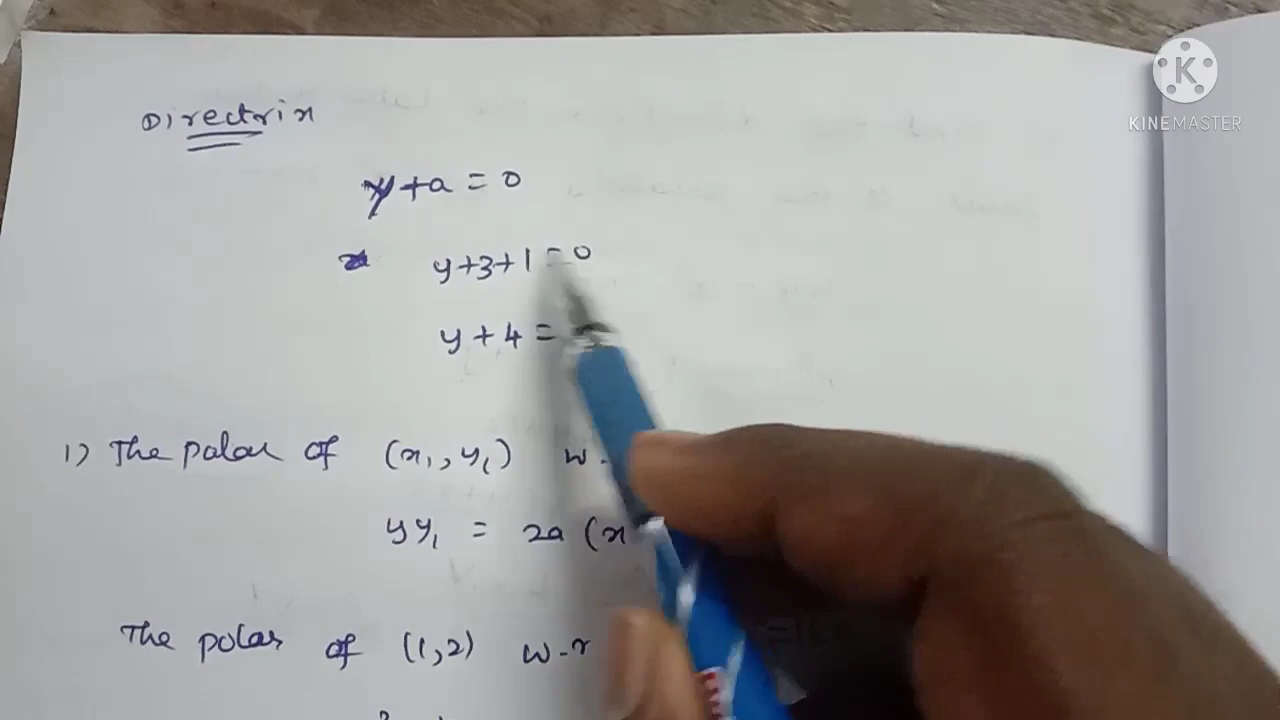 K
KINEMASTER
Directrix
y+a = 0
y+3+1 = 0
y+4 =
1) The polar of (x₁, y₁) w.
yy₁ = 2a (x
The polar of (1,2) w-r